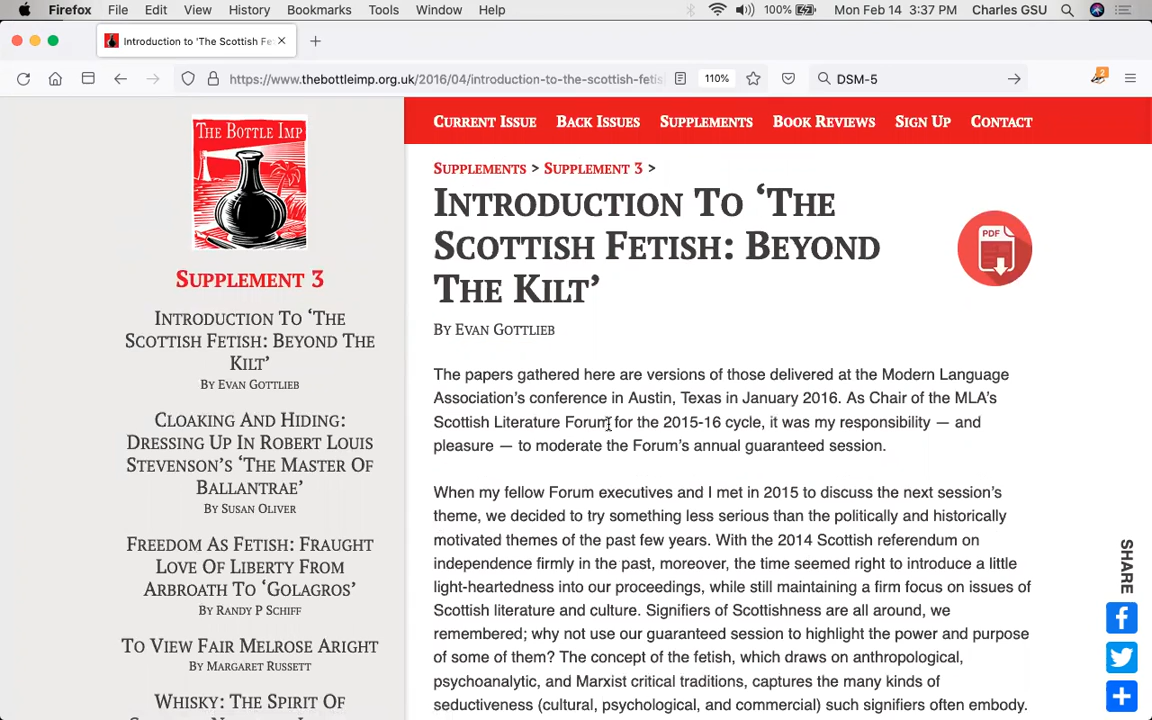 Firefox File Edit View History Bookmarks Tools Window Help 100% Mon Feb 14 3:37 PM Charles GSU
Introduction to 'The Scottish Fe
https://www.thebottleimp.org.uk/2016/04/introduction-to-the-scottish-fetis 110% DSM-5 2
THE BOTTLE IMP
SUPPLEMENT 3
INTRODUCTION TO ‘THE
SCOTTISH FETISH: BEYOND THE
KILT’
BY EVAN GOTTLIEB
CLOAKING AND HIDING:
DRESSING UP IN ROBERT LOUIS
STEVENSON’S ‘THE MASTER OF
BALLANTRAE’
BY SUSAN OLIVER
FREEDOM AS FETISH: FRAUGHT
LOVE OF LIBERTY FROM
ARBROATH TO ‘GOLAGROS’
BY RANDY P SCHIFF
TO VIEW FAIR MELROSE ARIGHT
BY MARGARET RUSSETT
WHISKY: THE SPIRIT OF
CURRENT ISSUE BACK ISSUES SUPPLEMENTS BOOK REVIEWS SIGN UP CONTACT
SUPPLEMENTS > SUPPLEMENT 3 >
INTRODUCTION TO ‘THE
SCOTTISH FETISH: BEYOND
THE KILT’
PDF
BY EVAN GOTTLIEB
The papers gathered here are versions of those delivered at the Modern Language
Association’s conference in Austin, Texas in January 2016. As Chair of the MLA’s
Scottish Literature Forum for the 2015-16 cycle, it was my responsibility — and
pleasure — to moderate the Forum’s annual guaranteed session.
When my fellow Forum executives and I met in 2015 to discuss the next session’s
theme, we decided to try something less serious than the politically and historically
motivated themes of the past few years. With the 2014 Scottish referendum on
independence firmly in the past, moreover, the time seemed right to introduce a little
light-heartedness into our proceedings, while still maintaining a firm focus on issues of
Scottish literature and culture. Signifiers of Scottishness are all around, we
remembered; why not use our guaranteed session to highlight the power and purpose
of some of them? The concept of the fetish, which draws on anthropological,
psychoanalytic, and Marxist critical traditions, captures the many kinds of
seductiveness (cultural, psychological, and commercial) such signifiers often embody.
SHARE